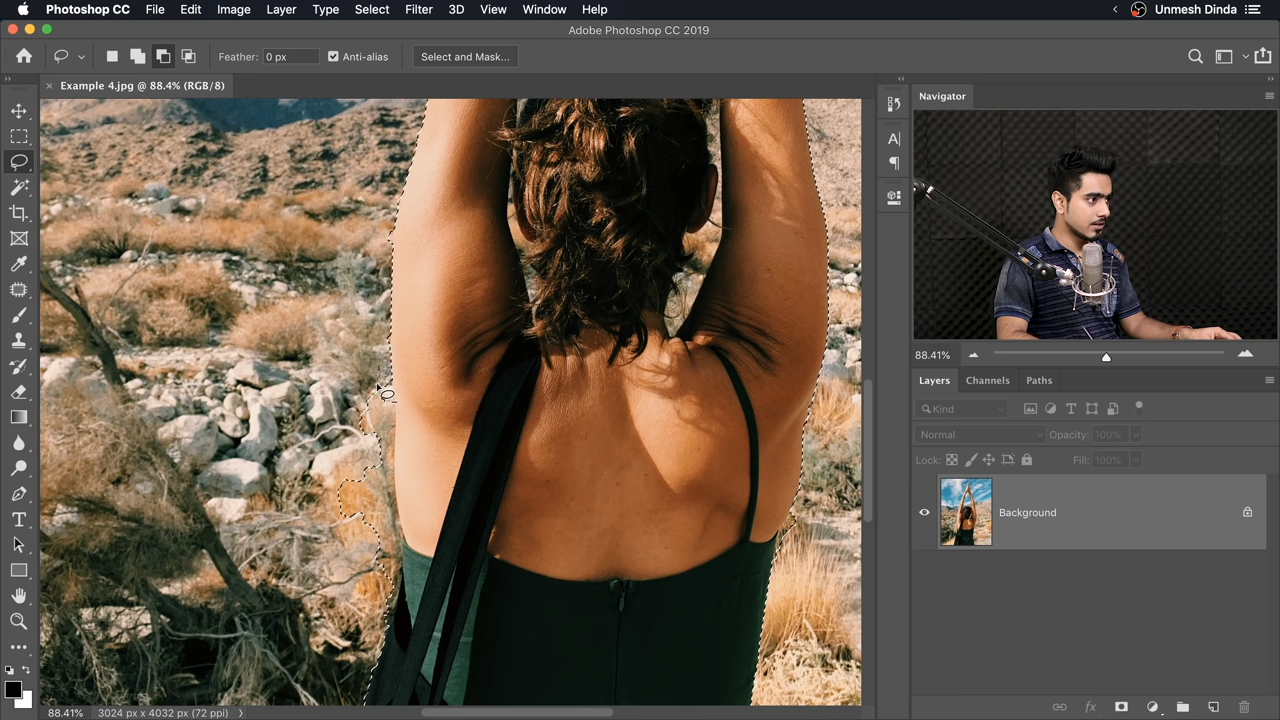 Photoshop CC File Edit Image Layer Type Select Filter 3D View Window Help Unmesh Dinda
Adobe Photoshop CC 2019
Feather: 0 px Anti-alias Select and Mask...
Example 4.jpg @ 88.4% (RGB/8)
Navigator
88.41%
Layers Channels Paths
Kind
Normal Opacity: 100%
Lock: Fill: 100%
Background
88.41% 3024 px x 4032 px (72 ppi)